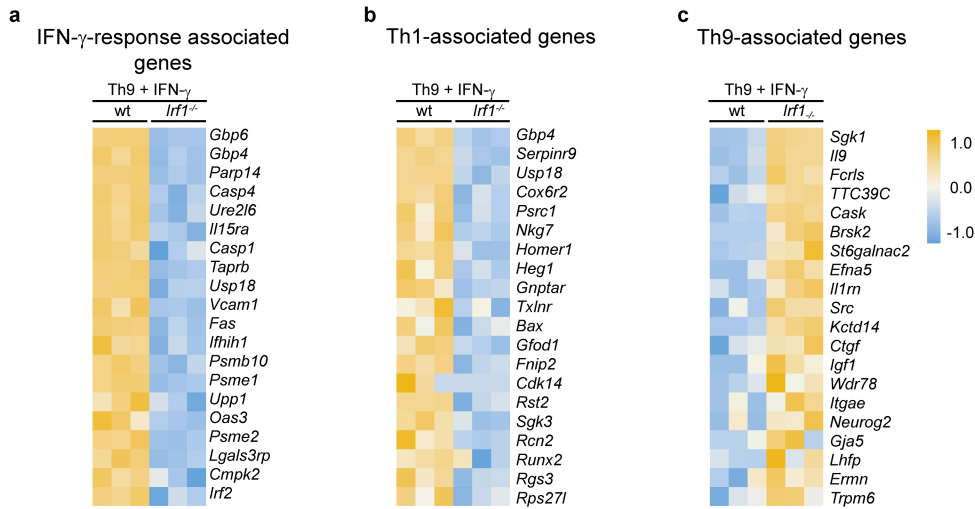 a
IFN-γ-response associated
genes
Th9 + IFN-γ
wt
Irf1-/-
Gbp6
Gbp4
Parp14
Casp4
Ure2l6
Il15ra
Casp1
Taprb
Usp18
Vcam1
Fas
Ifhih1
Psmb10
Psme1
Upp1
Oas3
Psme2
Lgals3rp
Cmpk2
Irf2
b
Th1-associated genes
Th9 + IFN-γ
wt
Irf1-/-
Gbp4
Serpinr9
Usp18
Cox6r2
Psrc1
Nkg7
Homer1
Heg1
Gnptar
Txlnr
Bax
Gfod1
Fnip2
Cdk14
Rst2
Sgk3
Rcn2
Runx2
Rgs3
Rps27l
c
Th9-associated genes
Th9 + IFN-γ
wt
Irf1-/-
Sgk1
Il9
Fcrls
TTC39C
Cask
Brsk2
St6galnac2
Efna5
Il1rn
Src
Kctd14
Ctgf
Igf1
Wdr78
Itgae
Neurog2
Gja5
Lhfp
Ermn
Trpm6
1.0
0
-1.0